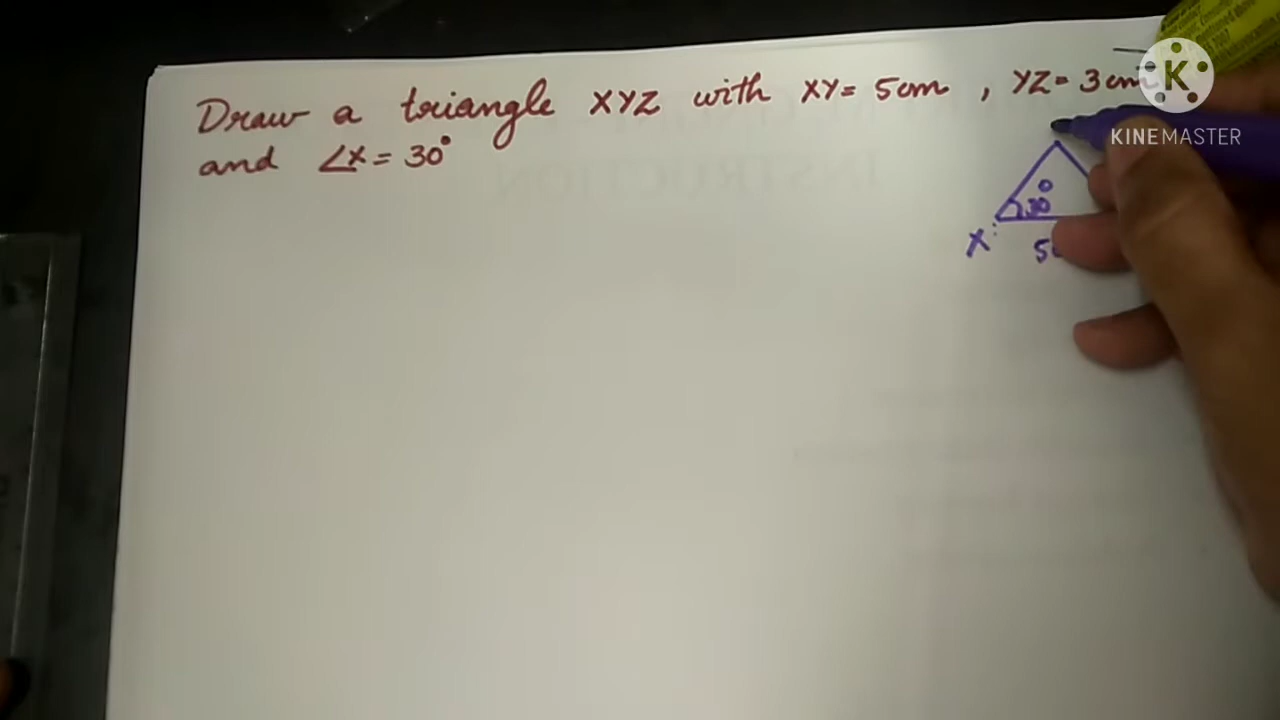 Draw a triangle XYZ with XY = 5cm , YZ = 3cm
and ∠X = 30°
30°
X
KINEMASTER